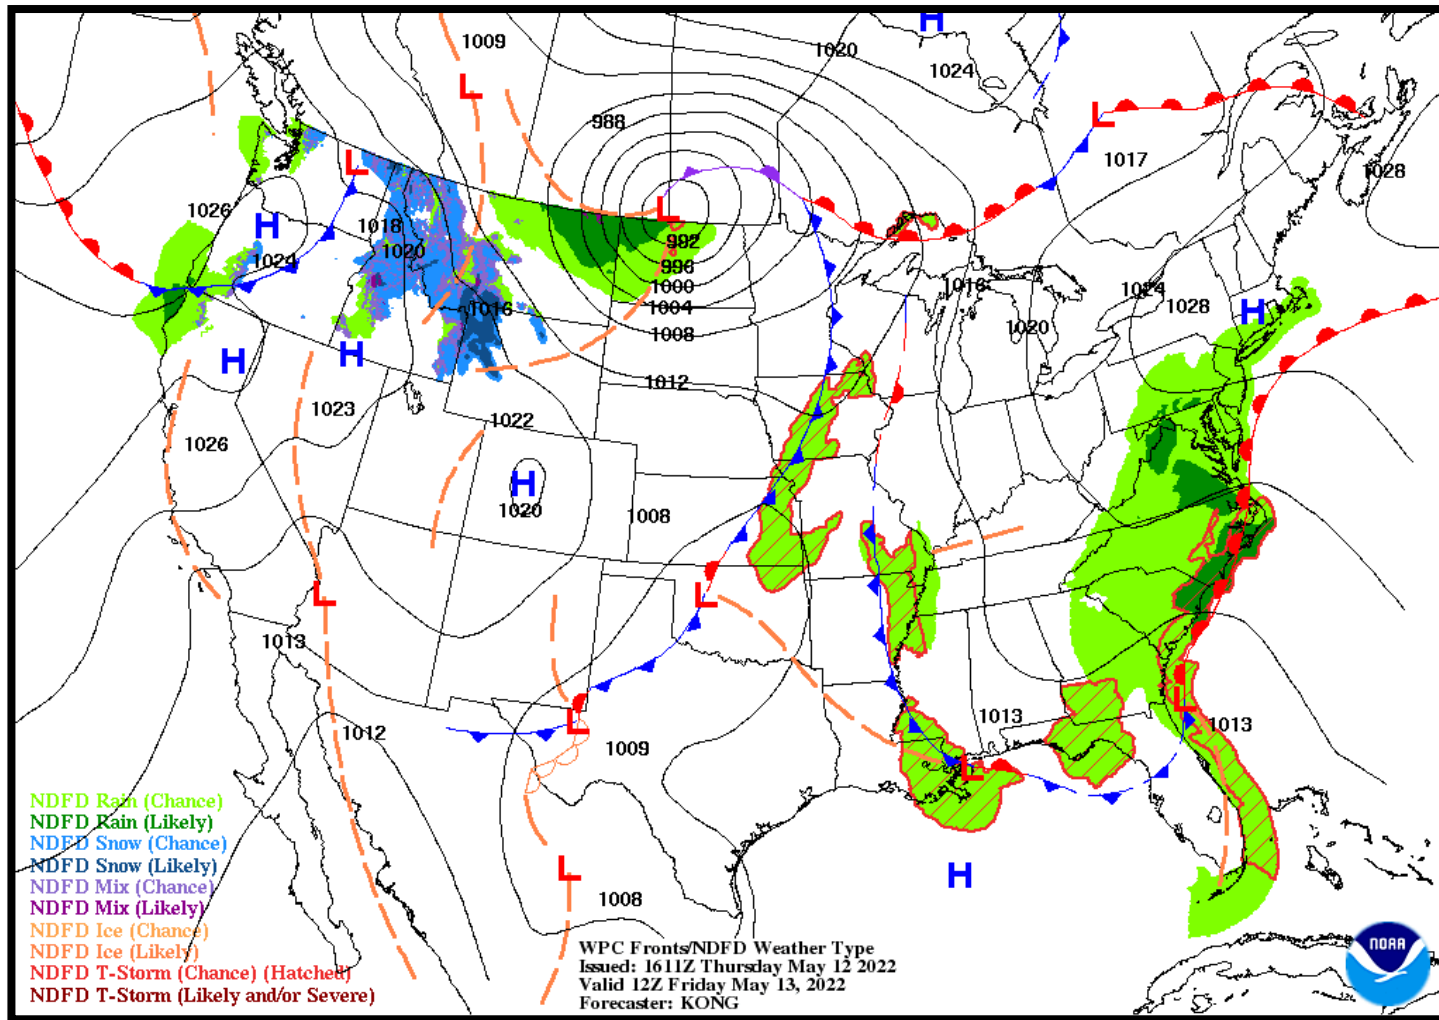 H
1009
1020
1024
L
988
L
1017
L
1028
1026
H
1018
L
1024
1020
992
996
1000
1016
1024
1028
1004
1016
H
1020
1008
H
H
1012
1023
1022
1026
H
1020
1008
L
L
1013
L
1012
L
1009
1013
1013
L
L
H
1008
NDFD Rain (Chance)
NDFD Rain (Likely)
NDFD Snow (Chance)
NDFD Snow (Likely)
NDFD Mix (Chance)
NDFD Mix (Likely)
NDFD Ice (Chance)
NDFD Ice (Likely)
NDFD T-Storm (Chance) (Hatched)
NDFD T-Storm (Likely and/or Severe)
WPC Fronts/NDFD Weather Type
Issued: 1611Z Thursday May 12 2022
Valid 12Z Friday May 13, 2022
Forecaster: KONG
NOAA